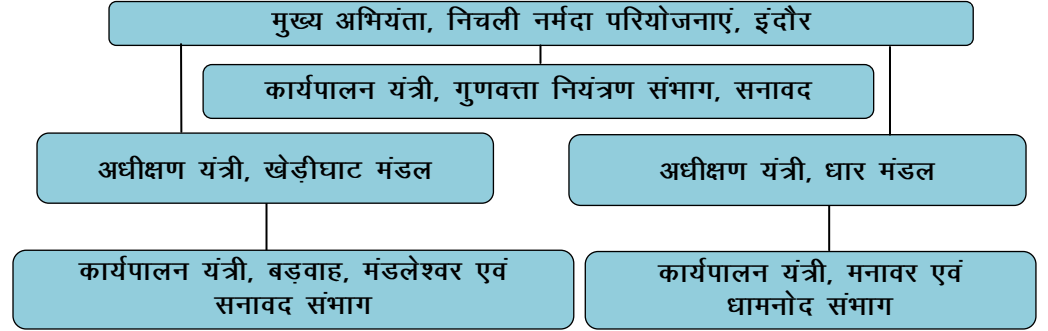 मुख्य अभियंता, निचली नर्मदा परियोजनाएं, इंदौर
कार्यपालन यंत्री, गुणवत्ता नियंत्रण संभाग, सनावद
अधीक्षण यंत्री, खेड़ीघाट मंडल
अधीक्षण यंत्री, धार मंडल
कार्यपालन यंत्री, बड़वाह, मंडलेश्वर एवं
सनावद संभाग
कार्यपालन यंत्री, मनावर एवं
धामनोद संभाग